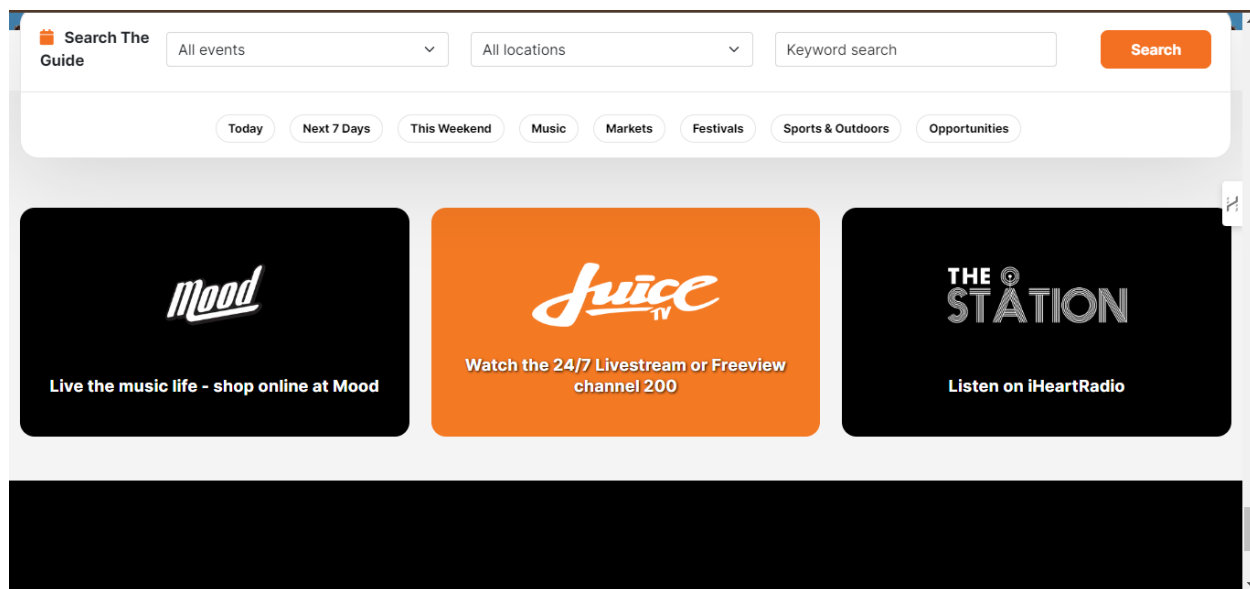 Search The
Guide
All events
All locations
Keyword search
Search
Today
Next 7 Days
This Weekend
Music
Markets
Festivals
Sports & Outdoors
Opportunities
Mood
Live the music life - shop online at Mood
Juice
TV
Watch the 24/7 Livestream or Freeview
channel 200
THE
STATION
Listen on iHeartRadio